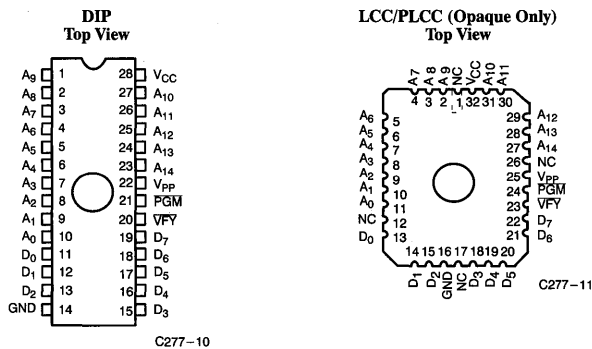 DIP
Top View
A9 1 28 VCC
A8 2 27 A10
A7 3 26 A11
A6 4 25 A12
A5 5 24 A13
A4 6 23 A14
A3 7 22 VPP
A2 8 21 PGM
A1 9 20 VFY
A0 10 19 D7
D0 11 18 D6
D1 12 17 D5
D2 13 16 D4
GND 14 15 D3
C277–10
LCC/PLCC (Opaque Only)
Top View
A7 A8 A9 NC VCC A10 A11
4 3 2 1 32 31 30
A6 5 29 A12
A5 6 28 A13
A4 7 27 A14
A3 8 26 NC
A2 9 25 VPP
A1 10 24 PGM
A0 11 23 VFY
NC 12 22 D7
D0 13 21 D6
14 15 16 17 18 19 20
D1 D2 GND NC D3 D4 D5
C277–11